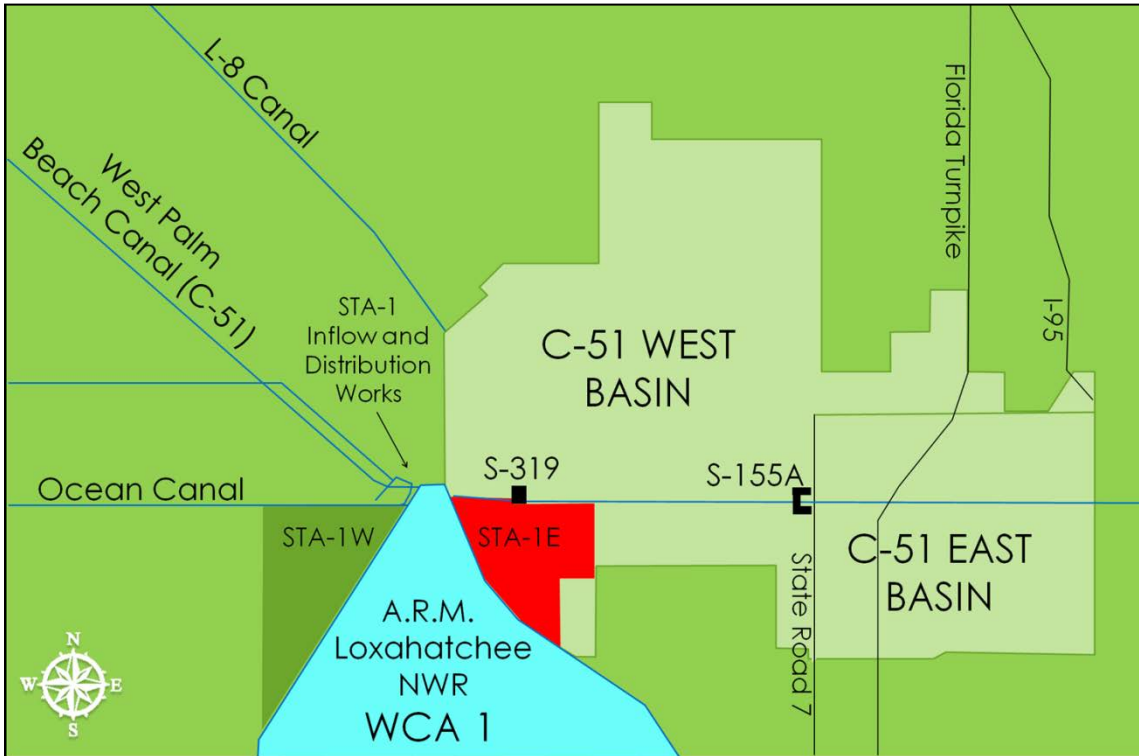 L-8 Canal
West Palm
Beach Canal (C-51)
STA-1
Inflow and
Distribution
Works
Florida Turnpike
I-95
C-51 WEST
BASIN
S-319
S-155A
Ocean Canal
STA-1W
STA-1E
C-51 EAST
BASIN
State Road 7
A.R.M.
Loxahatchee
NWR
WCA 1
N
W
E
S